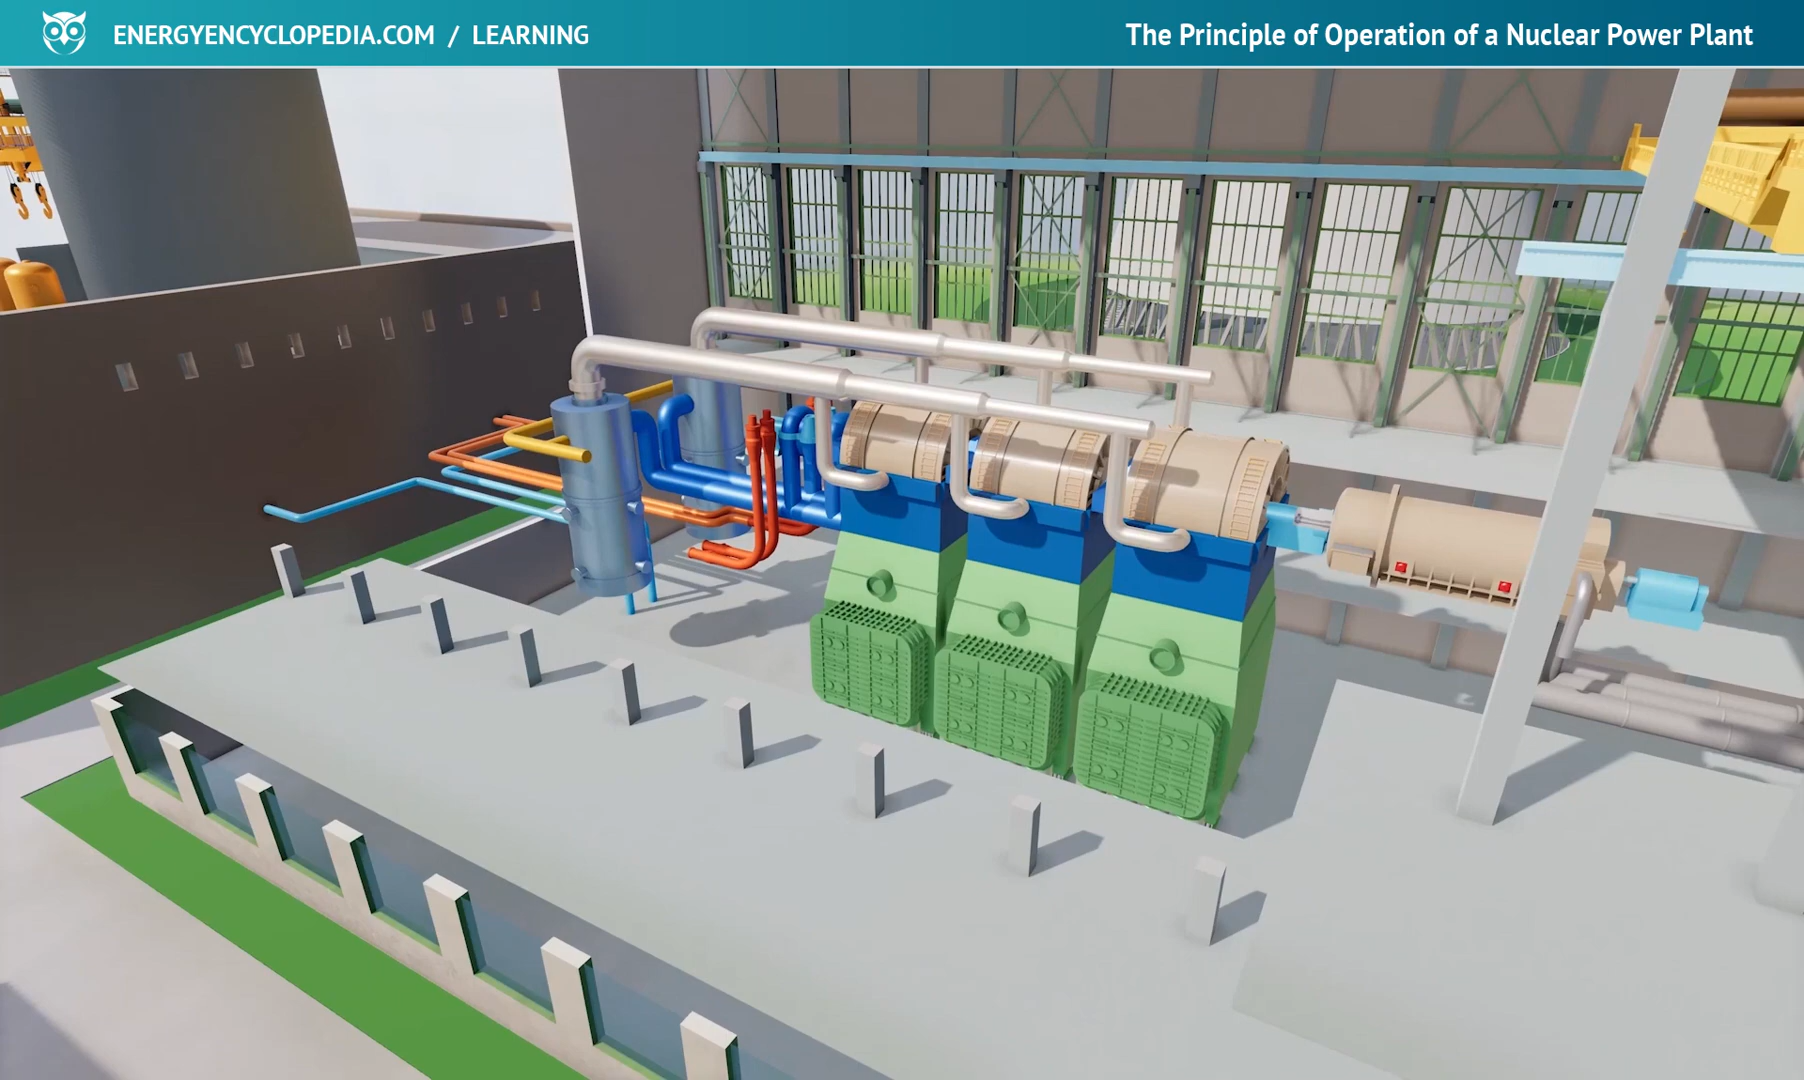 ENERGYENCYCLOPEDIA.COM / LEARNING
The Principle of Operation of a Nuclear Power Plant